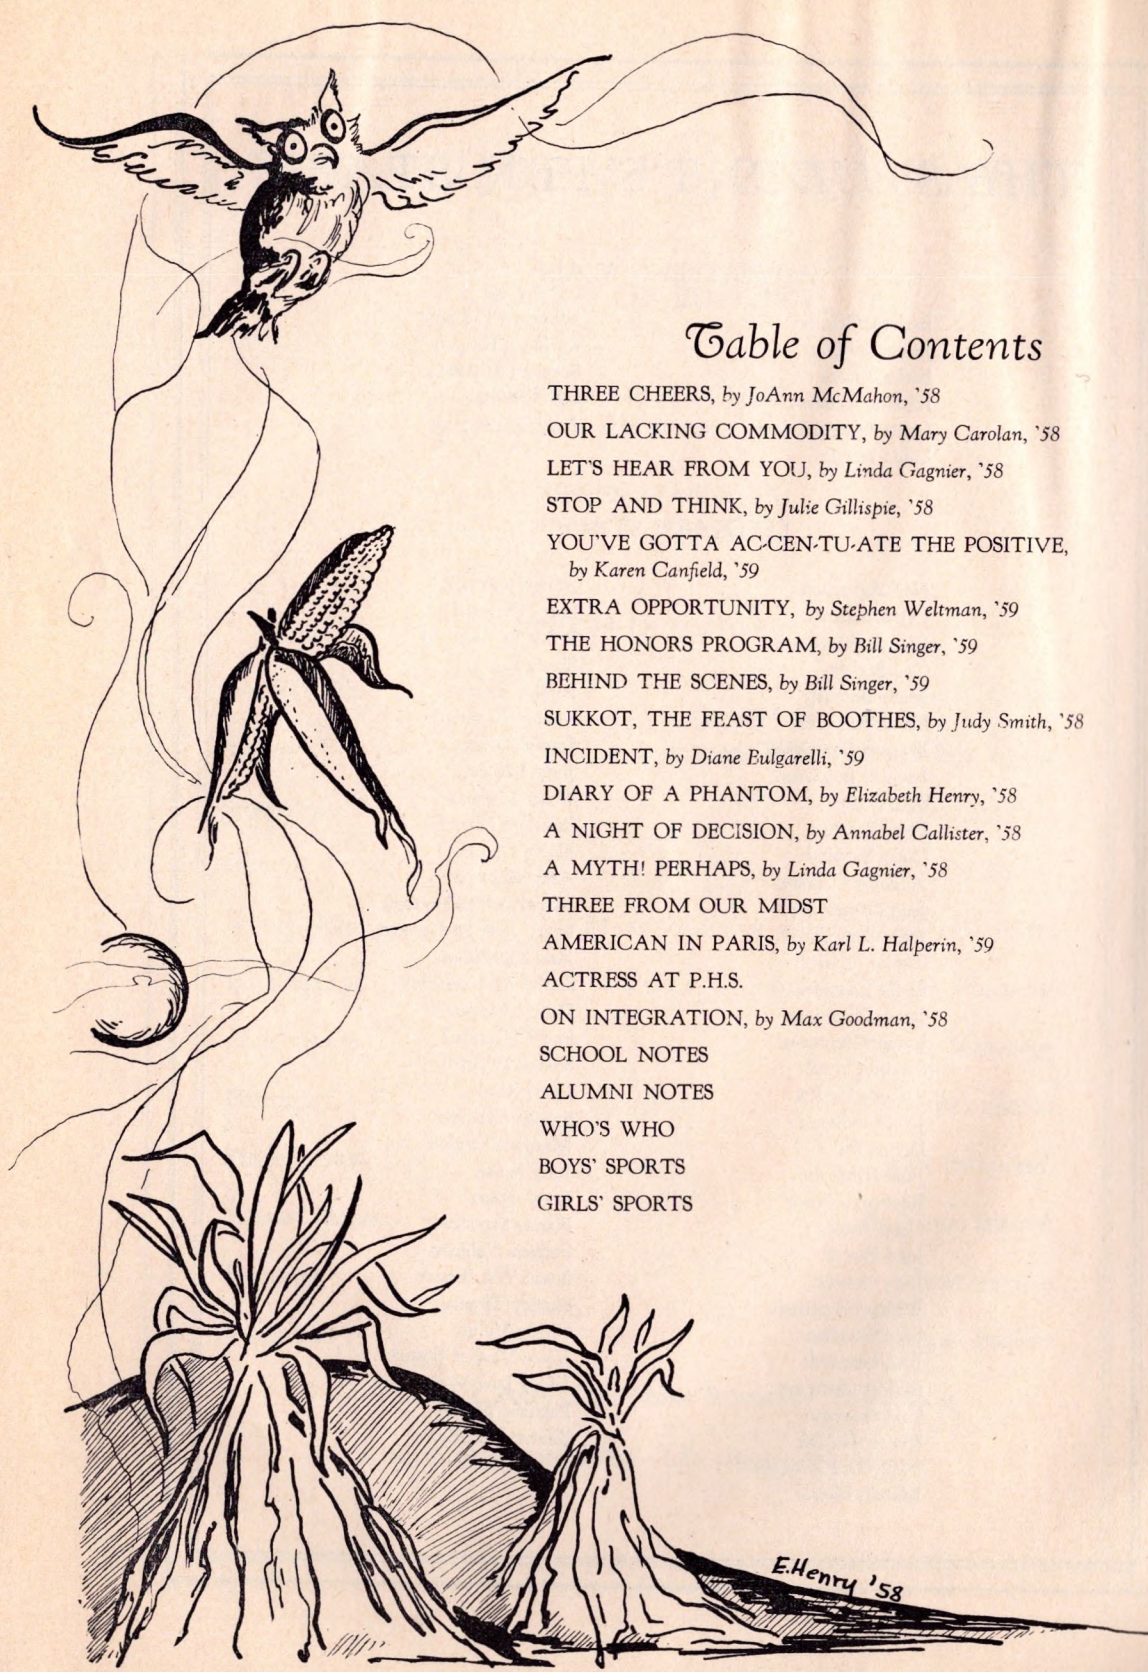 Table of Contents
THREE CHEERS, by JoAnn McMahon, '58
OUR LACKING COMMODITY, by Mary Carolan, '58
LET'S HEAR FROM YOU, by Linda Gagnier, '58
STOP AND THINK, by Julie Gillispie, '58
YOU'VE GOTTA AC-CEN-TU-ATE THE POSITIVE,
by Karen Canfield, '59
EXTRA OPPORTUNITY, by Stephen Weltman, '59
THE HONORS PROGRAM, by Bill Singer, '59
BEHIND THE SCENES, by Bill Singer, '59
SUKKOT, THE FEAST OF BOOTHES, by Judy Smith, '58
INCIDENT, by Diane Eulgarelli, '59
DIARY OF A PHANTOM, by Elizabeth Henry, '58
A NIGHT OF DECISION, by Annabel Callister, '58
A MYTH! PERHAPS, by Linda Gagnier, '58
THREE FROM OUR MIDST
AMERICAN IN PARIS, by Karl L. Halperin, '59
ACTRESS AT P.H.S.
ON INTEGRATION, by Max Goodman, '58
SCHOOL NOTES
ALUMNI NOTES
WHO'S WHO
BOYS' SPORTS
GIRLS' SPORTS
E.Henry '58